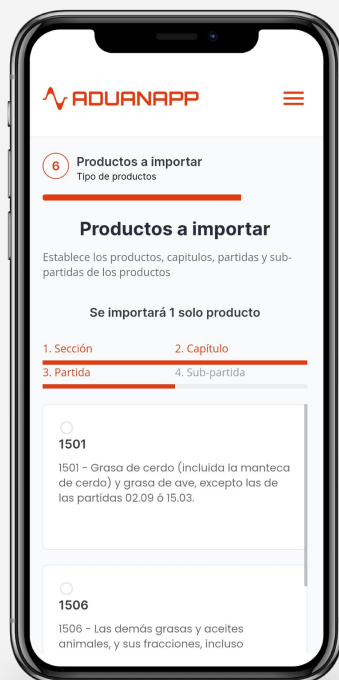 ADUANAPP
6
Productos a importar
Tipo de productos
Productos a importar
Establece los productos, capitulos, partidas y sub-
partidas de los productos
Se importará 1 solo producto
1. Sección
2. Capítulo
3. Partida
4. Sub-partida
1501
1501 - Grasa de cerdo (incluida la manteca
de cerdo) y grasa de ave, excepto las de
las partidas 02.09 ó 15.03.
1506
1506 - Las demás grasas y aceites
animales, y sus fracciones, incluso